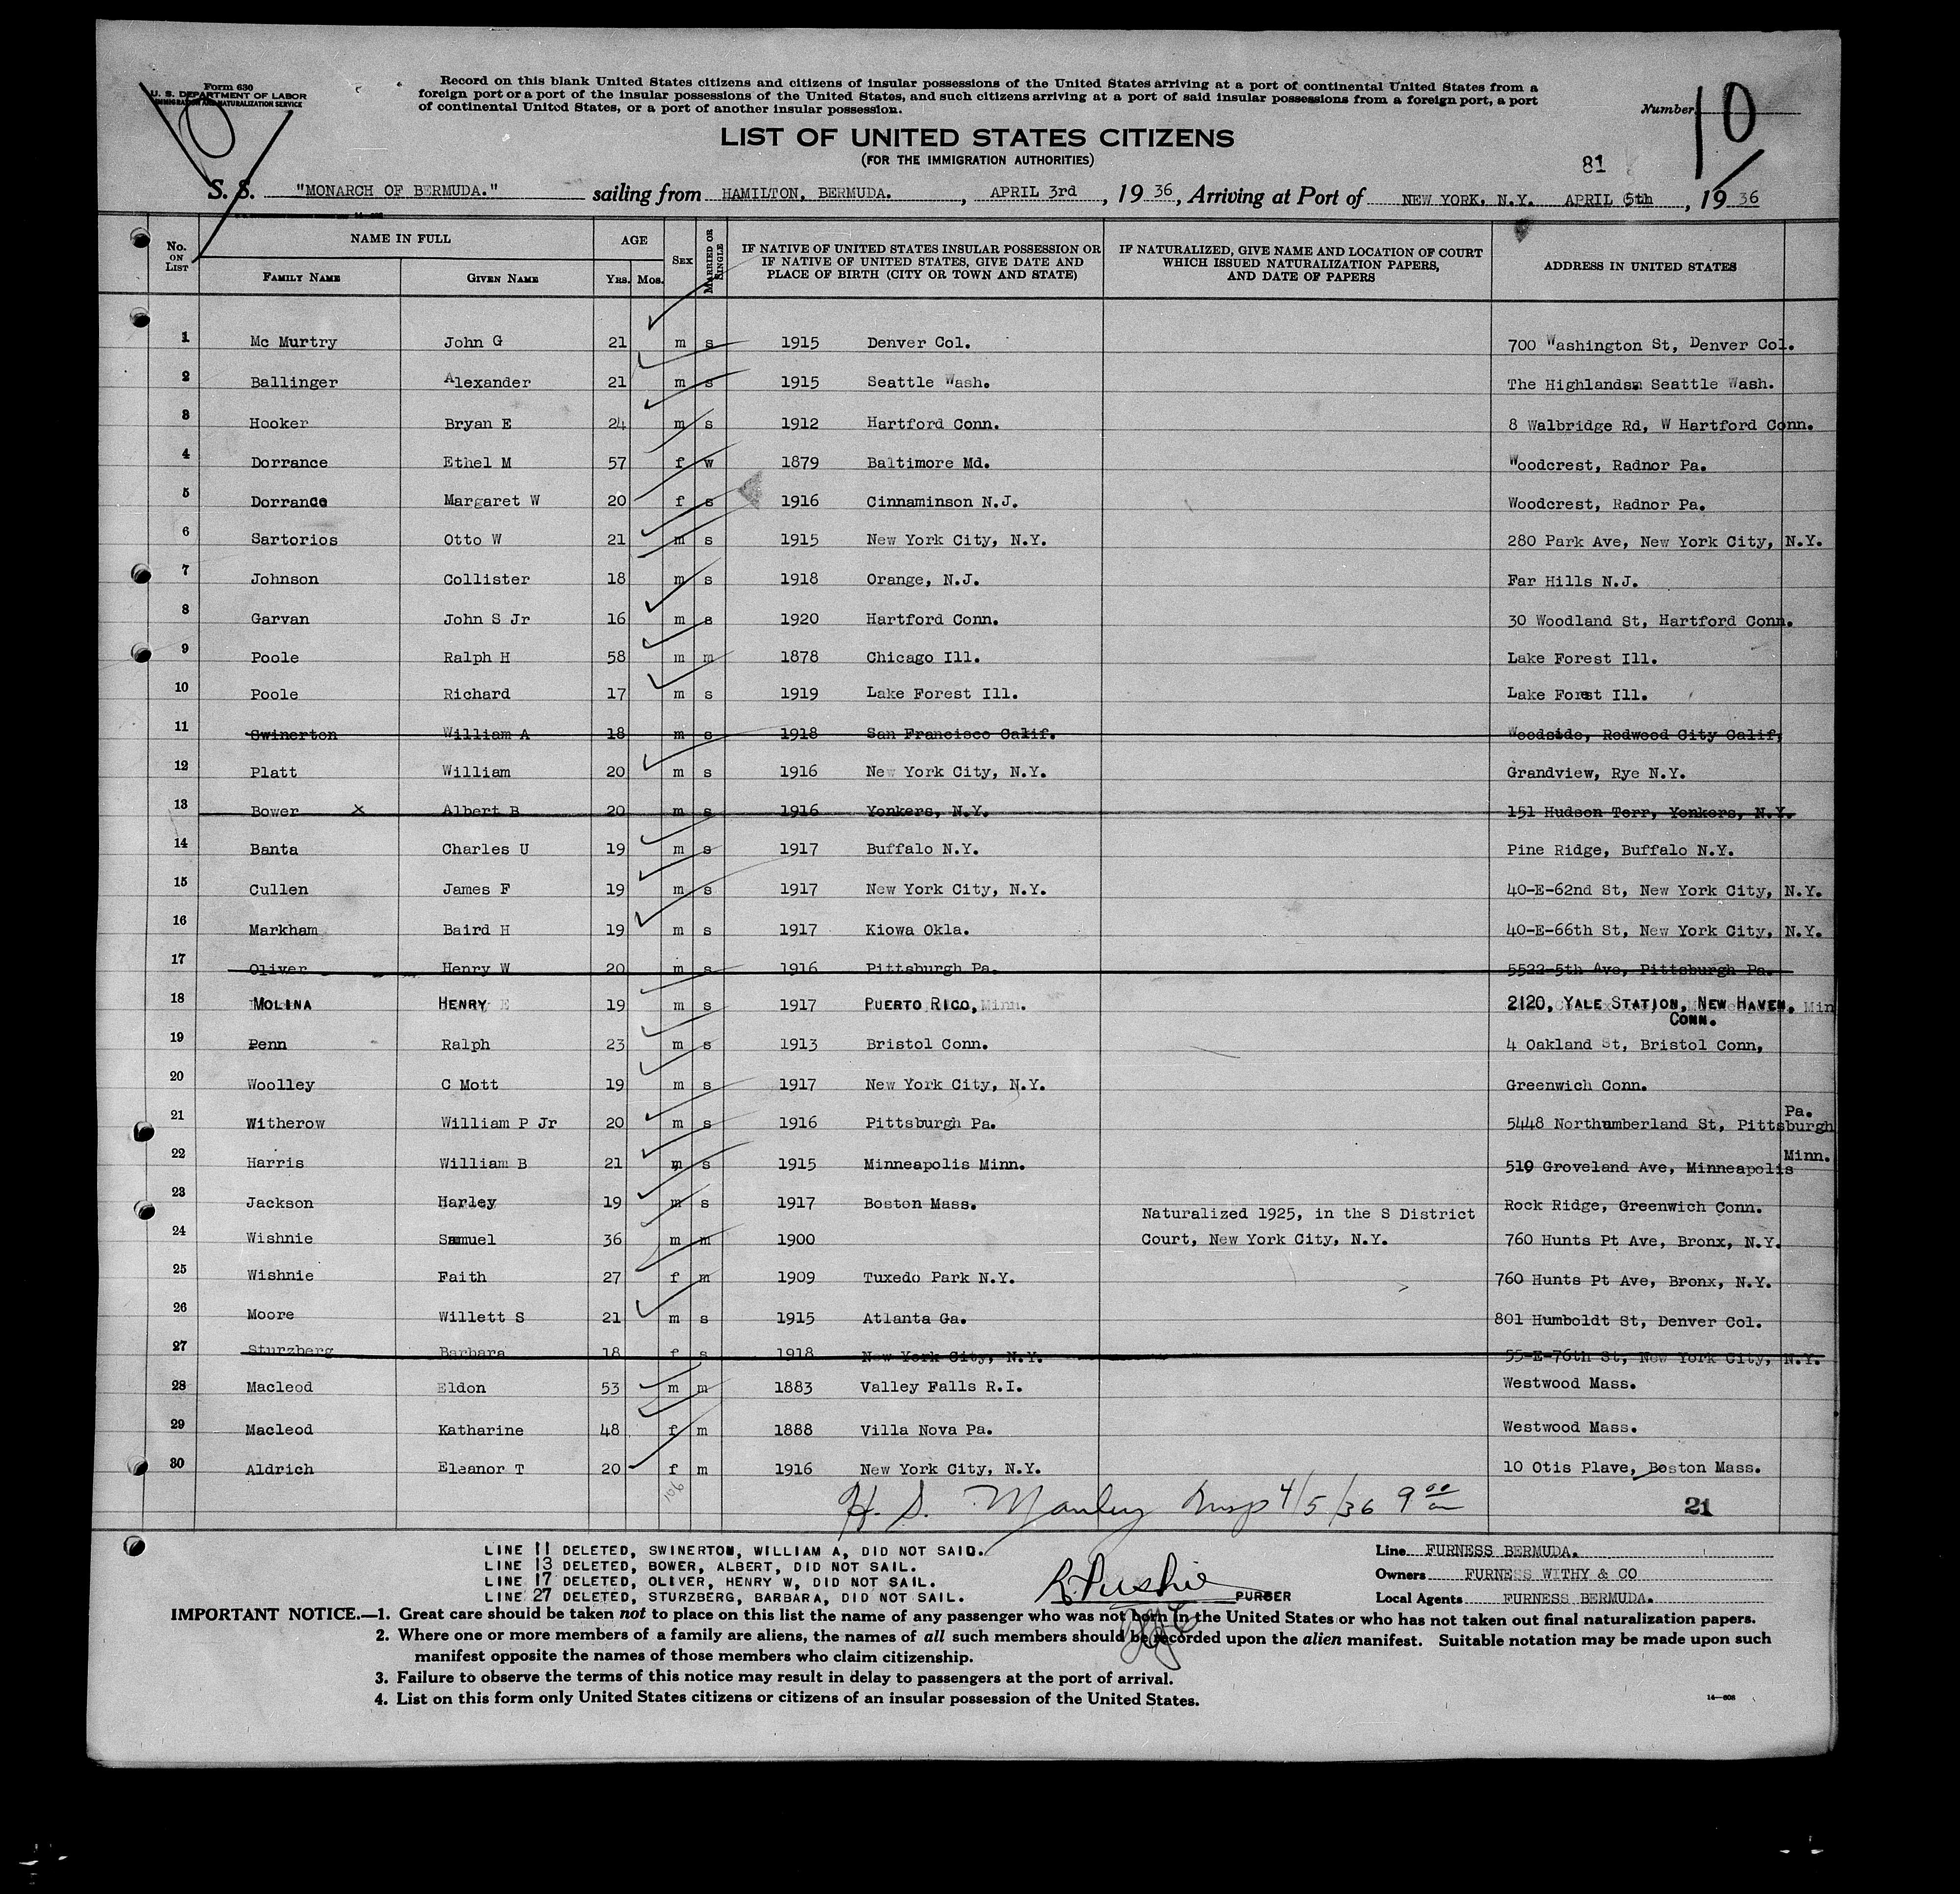 Form 630
U. S. DEPARTMENT OF LABOR
IMMIGRATION AND NATURALIZATION SERVICE
Record on this blank United States citizens and citizens of insular possessions of the United States arriving at a port of continental United States from a
foreign port or a port of the insular possessions of the United States, and such citizens arriving at a port of said insular possessions from a foreign port, a port
of continental United States, or a port of another insular possession.
Number 10
LIST OF UNITED STATES CITIZENS
(FOR THE IMMIGRATION AUTHORITIES)
81
S. S. "MONARCH OF BERMUDA." sailing from HAMILTON, BERMUDA. , APRIL 3rd , 19 36, Arriving at Port of NEW YORK, N.Y. APRIL 5th , 19 36
No. ON LIST NAME IN FULL AGE SEX MARRIED OR SINGLE IF NATIVE OF UNITED STATES INSULAR POSSESSION OR IF NATIVE OF UNITED STATES, GIVE DATE AND PLACE OF BIRTH (CITY OR TOWN AND STATE) IF NATURALIZED, GIVE NAME AND LOCATION OF COURT WHICH ISSUED NATURALIZATION PAPERS, AND DATE OF PAPERS ADDRESS IN UNITED STATES
FAMILY NAME GIVEN NAME YRS. MOS.
1 Mc Murtry John G 21 m s 1915 Denver Col. 700 Washington St, Denver Col.
2 Ballinger Alexander 21 m s 1915 Seattle Wash. The Highlandsm Seattle Wash.
3 Hooker Bryan E 24 m s 1912 Hartford Conn. 8 Walbridge Rd, W Hartford Conn.
4 Dorrance Ethel M 57 f w 1879 Baltimore Md. Woodcrest, Radnor Pa.
5 Dorrance Margaret W 20 f s 1916 Cinnaminson N.J. Woodcrest, Radnor Pa.
6 Sartorios Otto W 21 m s 1915 New York City, N.Y. 280 Park Ave, New York City, N.Y.
7 Johnson Collister 18 m s 1918 Orange, N.J. Far Hills N.J.
8 Garvan John S Jr 16 m s 1920 Hartford Conn. 30 Woodland St, Hartford Conn.
9 Poole Ralph H 58 m m 1878 Chicago Ill. Lake Forest Ill.
10 Poole Richard 17 m s 1919 Lake Forest Ill. Lake Forest Ill.
11 Swinerton William A 18 m s 1918 San Francisco Calif. Woodside, Redwood City Calif,
12 Platt William 20 m s 1916 New York City, N.Y. Grandview, Rye N.Y.
13 Bower X Albert B 20 m s 1916 Yonkers, N.Y. 151 Hudson Terr, Yonkers, N.Y.
14 Banta Charles U 19 m s 1917 Buffalo N.Y. Pine Ridge, Buffalo N.Y.
15 Cullen James F 19 m s 1917 New York City, N.Y. 40-E-62nd St, New York City, N.Y.
16 Markham Baird H 19 m s 1917 Kiowa Okla. 40-E-66th St, New York City, N.Y.
17 Oliver Henry W 20 m s 1916 Pittsburgh Pa. 5522-5th Ave, Pittsburgh Pa.
18 MOLINA HENRY 19 m s 1917 PUERTO RICO, 2120, YALE STATION, NEW HAVEN.
CONN.
19 Penn Ralph 23 m s 1913 Bristol Conn. 4 Oakland St, Bristol Conn,
20 Woolley C Mott 19 m s 1917 New York City, N.Y. Greenwich Conn.
21 Witherow William P Jr 20 m s 1916 Pittsburgh Pa. 5448 Northumberland St, Pittsburgh Pa.
22 Harris William B 21 m s 1915 Minneapolis Minn. 519 Groveland Ave, Minneapolis Minn.
23 Jackson Harley 19 m s 1917 Boston Mass. Rock Ridge, Greenwich Conn.
Naturalized 1925, in the S District
24 Wishnie Samuel 36 m m 1900 Court, New York City, N.Y. 760 Hunts Pt Ave, Bronx, N.Y.
25 Wishnie Faith 27 f m 1909 Tuxedo Park N.Y. 760 Hunts Pt Ave, Bronx, N.Y.
26 Moore Willett S 21 m s 1915 Atlanta Ga. 801 Humboldt St, Denver Col.
27 Sturzberg Barbara 18 f s 1918 New York City, N.Y. 55-E-76th St, New York City, N.Y.
28 Macleod Eldon 53 m m 1883 Valley Falls R.I. Westwood Mass.
29 Macleod Katharine 48 f m 1888 Villa Nova Pa. Westwood Mass.
30 Aldrich Eleanor T 20 f m 1916 New York City, N.Y. 10 Otis Plave, Boston Mass.
106
H. S. Manley Insp 4/5/36 9 00 am
21
LINE 11 DELETED, SWINERTON, WILLIAM A, DID NOT SAID.
LINE 13 DELETED, BOWER, ALBERT, DID NOT SAIL.
LINE 17 DELETED, OLIVER, HENRY W, DID NOT SAIL.
LINE 27 DELETED, STURZBERG, BARBARA, DID NOT SAIL.
PURSER
Line FURNESS BERMUDA.
Owners FURNESS WITHY & CO
Local Agents FURNESS BERMUDA.
IMPORTANT NOTICE.—1. Great care should be taken not to place on this list the name of any passenger who was not born in the United States or who has not taken out final naturalization papers.
2. Where one or more members of a family are aliens, the names of all such members should be recorded upon the alien manifest. Suitable notation may be made upon such
manifest opposite the names of those members who claim citizenship.
3. Failure to observe the terms of this notice may result in delay to passengers at the port of arrival.
4. List on this form only United States citizens or citizens of an insular possession of the United States.
14—608